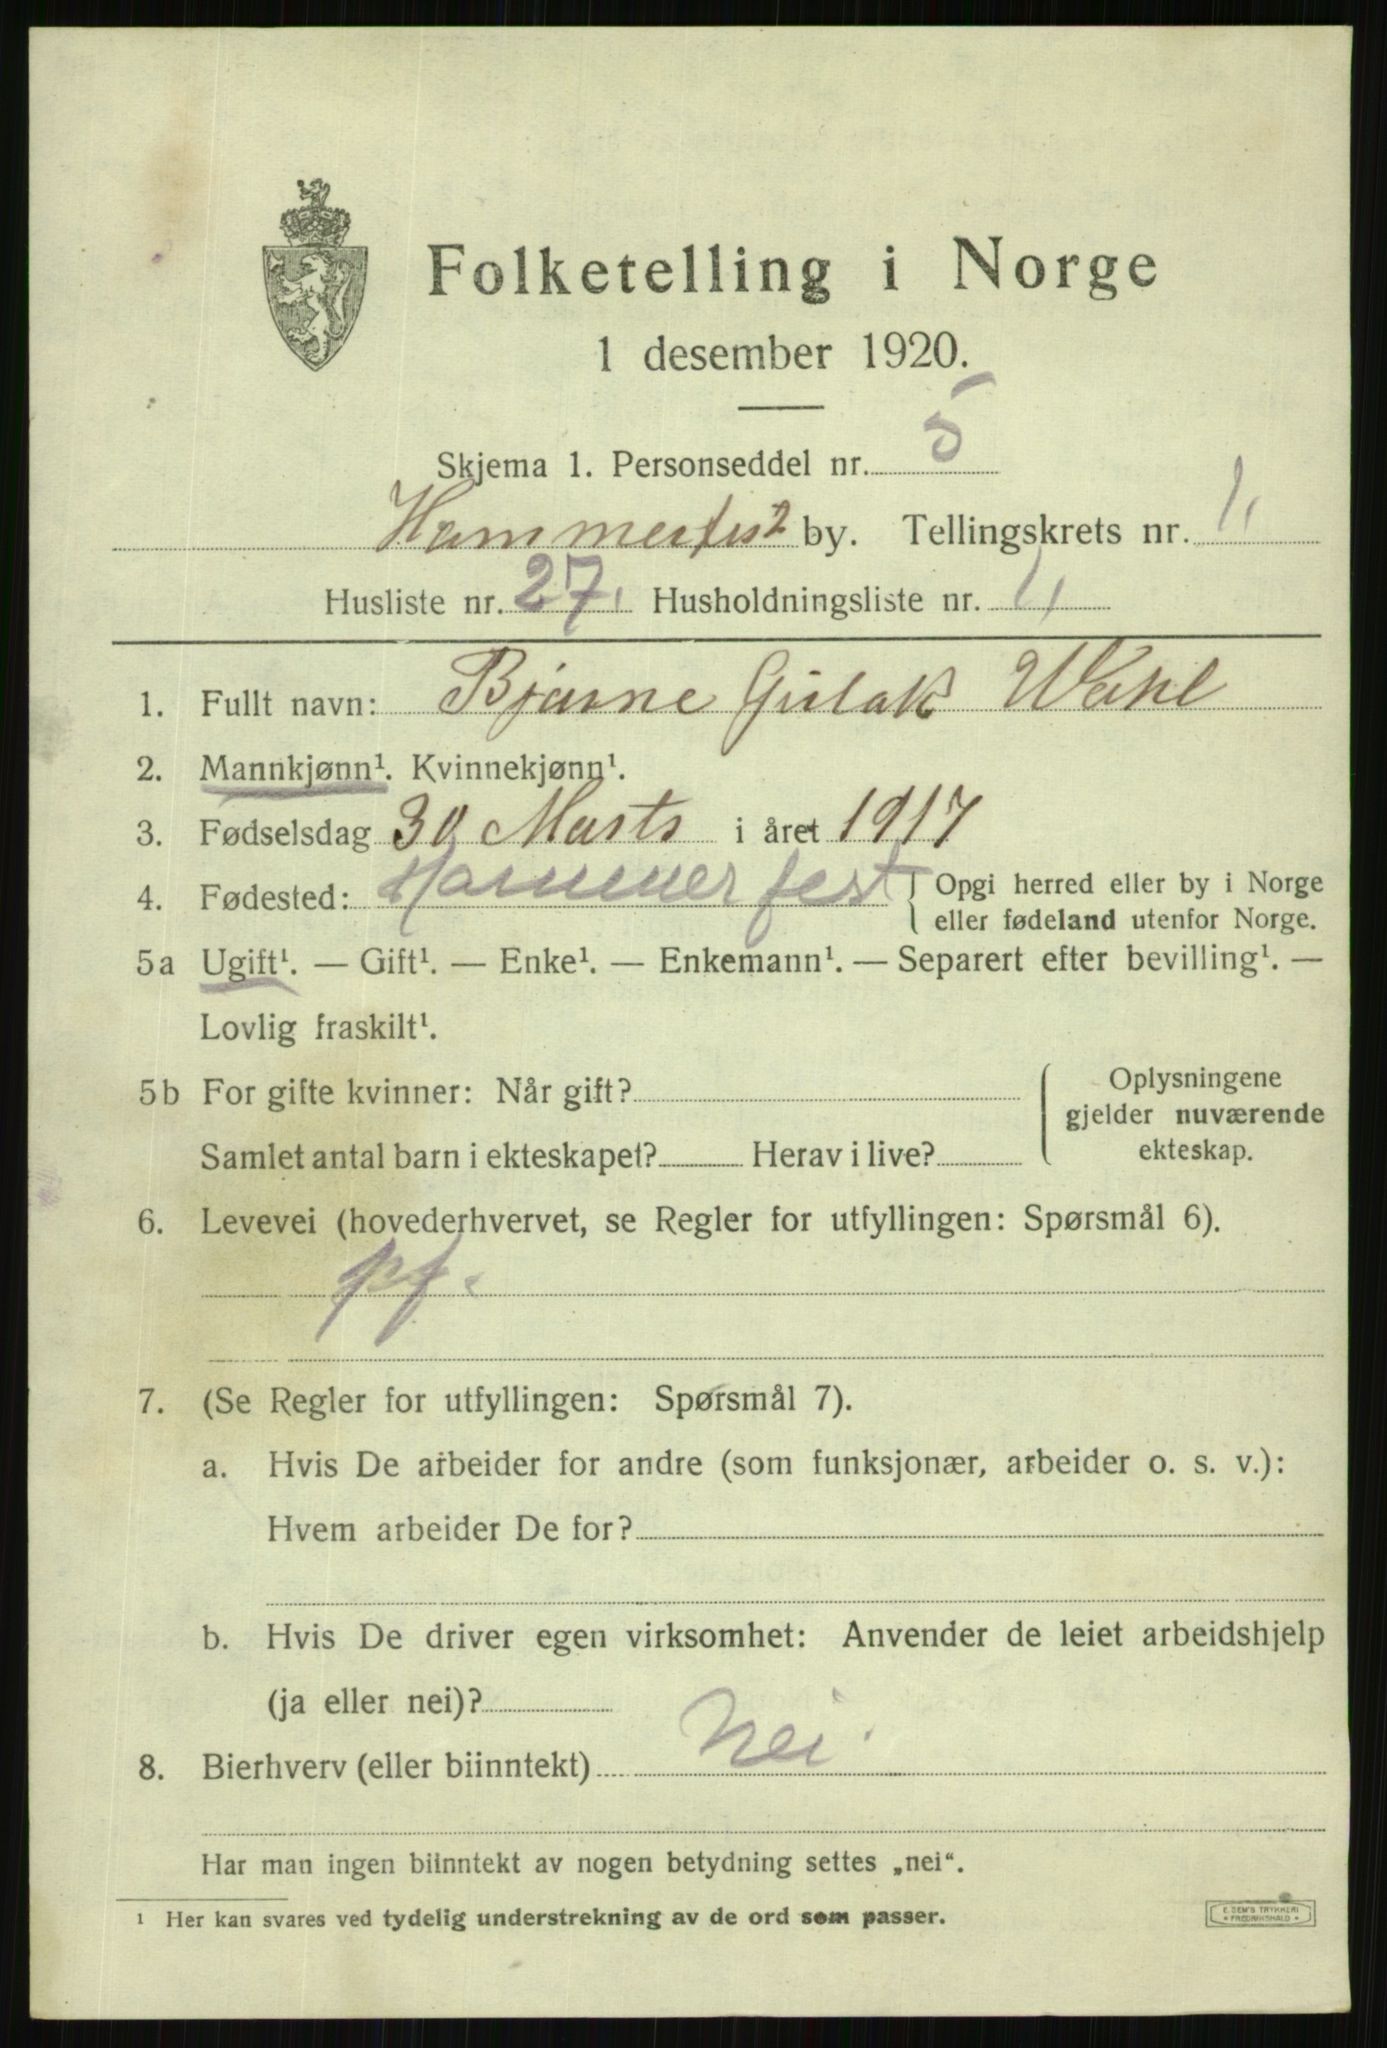 Folketelling i Norge
1 desember 1920.
Skjema 1. Personseddel nr. 5
Hammerfest by. Tellingskrets nr. 1.
Husliste nr. 27. Husholdningsliste nr. 1.
1. Fullt navn: Bjarne Gulak Wahl
2. Mannkjønn¹. Kvinnekjønn¹.
3. Fødselsdag 30 Marts i året 1917
4. Fødested: Hammerfest { Opgi herred eller by i Norge
eller fødeland utenfor Norge.
5a Ugift¹. — Gift¹. — Enke¹. — Enkemann¹. — Separert efter bevilling¹. —
Lovlig fraskilt¹.
5b For gifte kvinner: Når gift? { Oplysningene
gjelder nuværende
Samlet antal barn i ekteskapet? Herav i live? ekteskap.
6. Levevei (hovederhvervet, se Regler for utfyllingen: Spørsmål 6).
pf.
7. (Se Regler for utfyllingen: Spørsmål 7).
a. Hvis De arbeider for andre (som funksjonær, arbeider o. s. v.):
Hvem arbeider De for?
b. Hvis De driver egen virksomhet: Anvender de leiet arbeidshjelp
(ja eller nei)?
8. Bierhverv (eller biinntekt) Nei.
Har man ingen biinntekt av nogen betydning settes „nei“.
¹ Her kan svares ved tydelig understrekning av de ord som passer.
E. SEM'S TRYKKERI
FREDRIKSHALD